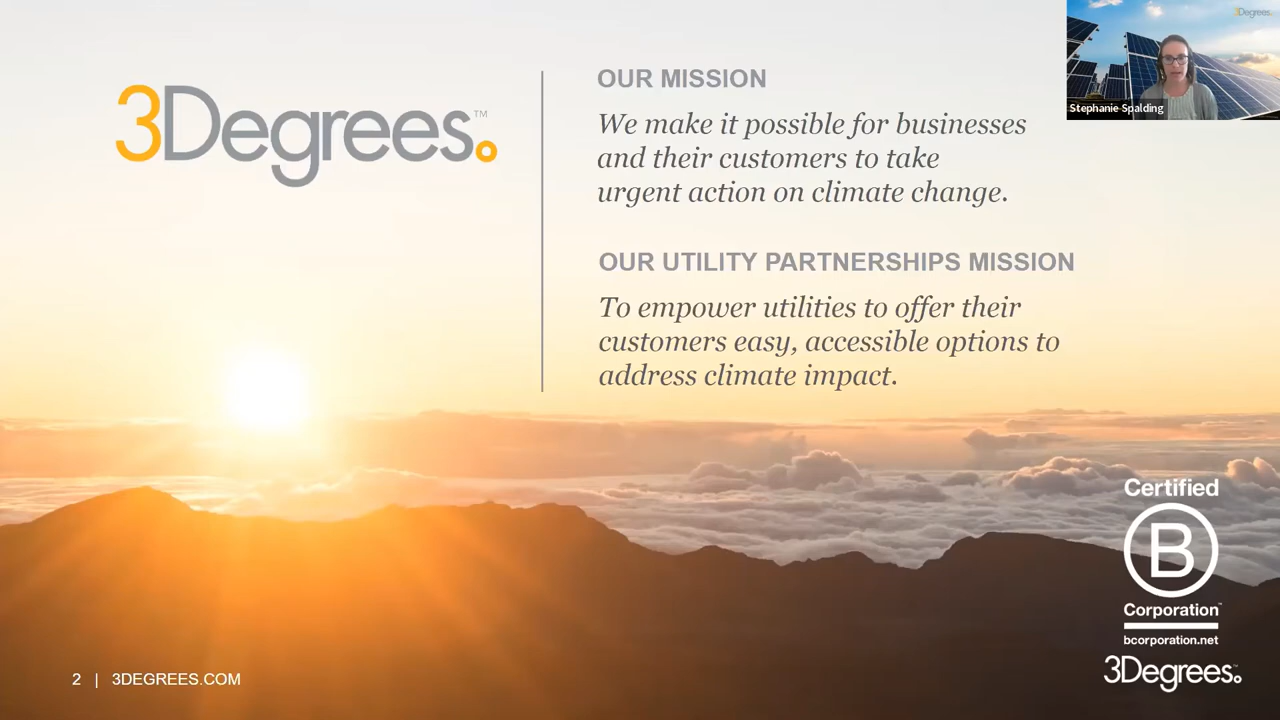 3Degrees.
Stephanie Spalding
3Degrees™
OUR MISSION
We make it possible for businesses
and their customers to take
urgent action on climate change.
OUR UTILITY PARTNERSHIPS MISSION
To empower utilities to offer their
customers easy, accessible options to
address climate impact.
Certified
B
Corporation™
bcorporation.net
3Degrees™
2 | 3DEGREES.COM